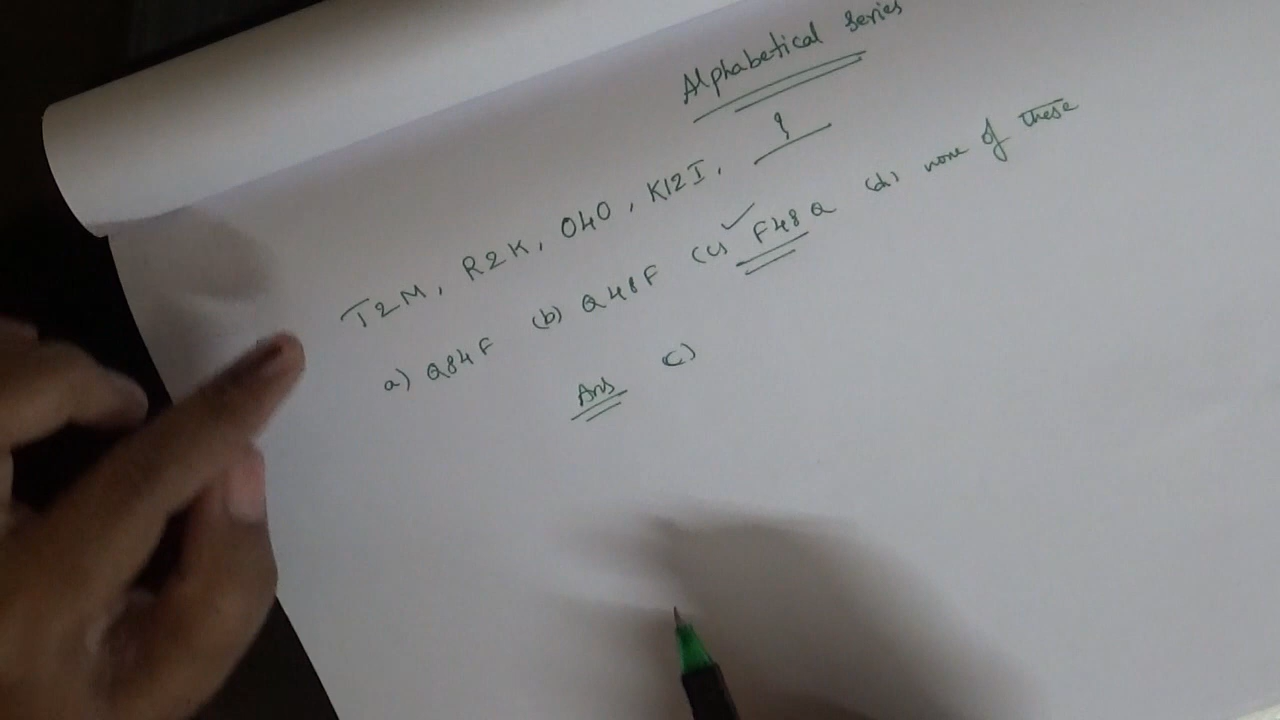 Alphabetical Series
T2M, R2K, O4O, K12I, ?
a) Q84F (b) Q48F (c) F48Q (d) none of these
Ans C)